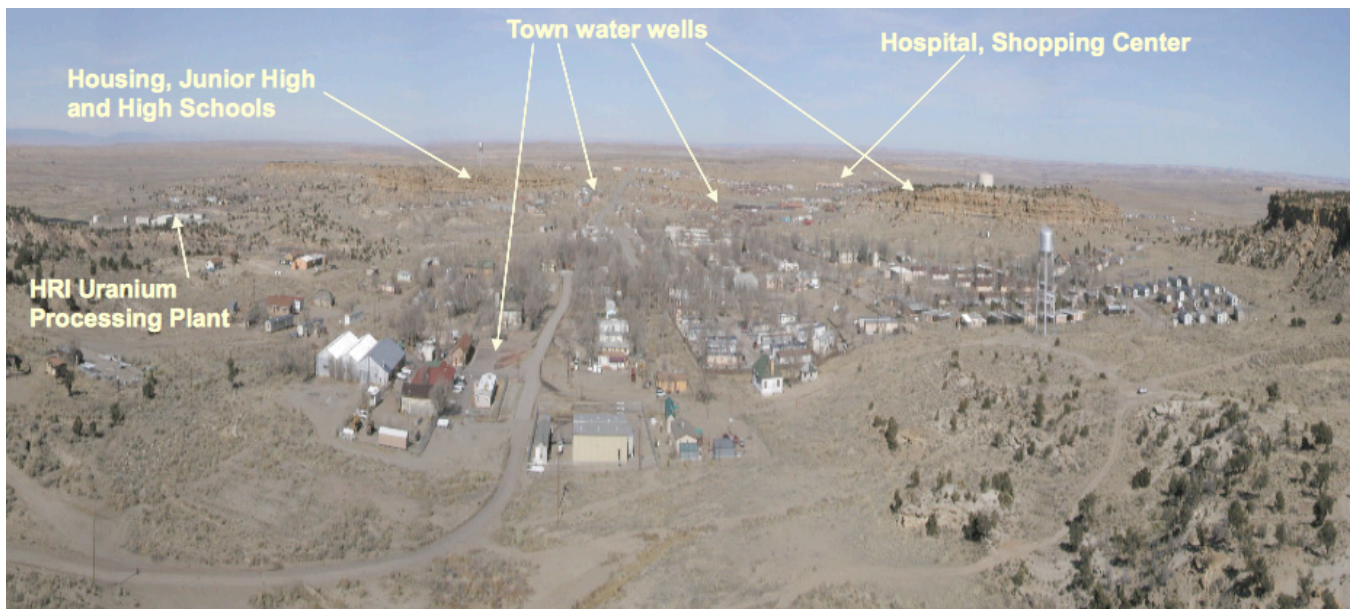 Town water wells
Hospital, Shopping Center
Housing, Junior High
and High Schools
HRI Uranium
Processing Plant